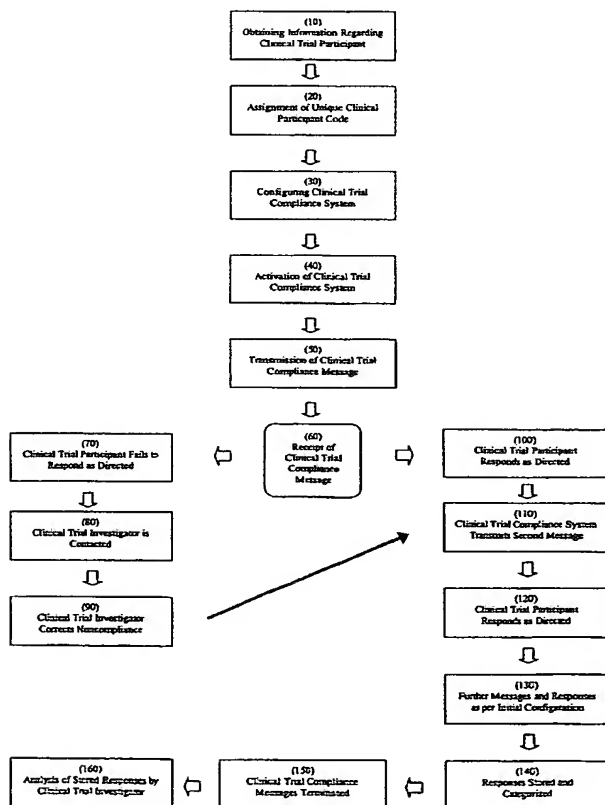 (10)
Obtaining Information Regarding
Clinical Trial Participant
(20)
Assignment of Unique Clinical
Participant Code
(30)
Configuring Clinical Trial
Compliance System
(40)
Activation of Clinical Trial
Compliance System
(50)
Transmission of Clinical Trial
Compliance Message
(60)
Receipt of
Clinical Trial
Compliance
Message
(70)
Clinical Trial Participant Fails to
Respond as Directed
(80)
Clinical Trial Investigator is
Contacted
(90)
Clinical Trial Investigator
Corrects Noncompliance
(100)
Clinical Trial Participant
Responds as Directed
(110)
Clinical Trial Compliance System
Transmits Second Message
(120)
Clinical Trial Participant
Responds as Directed
(130)
Further Messages and Responses
as per Initial Configuration
(140)
Responses Stored and
Categorized
(150)
Clinical Trial Compliance
Messages Terminated
(160)
Analysis of Stored Responses by
Clinical Trial Investigator